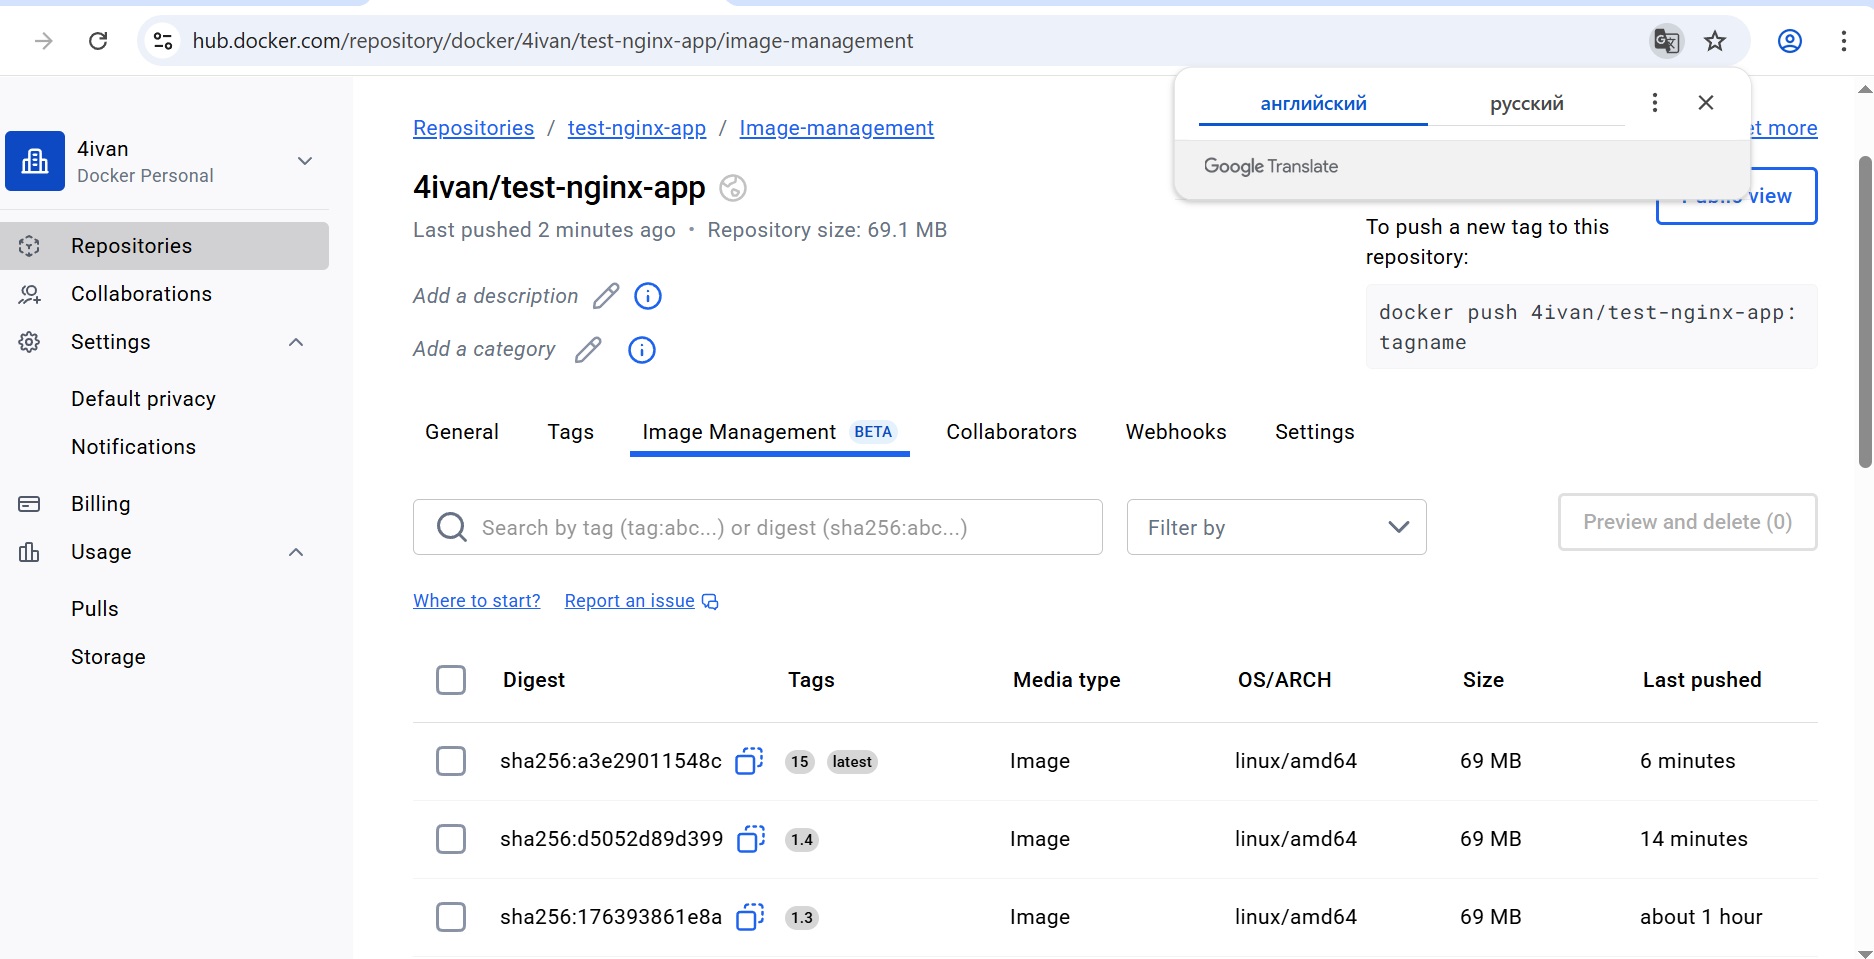 hub.docker.com/repository/docker/4ivan/test-nginx-app/image-management
английский русский
Google Translate
4ivan
Docker Personal
Repositories
Collaborations
Settings
Default privacy
Notifications
Billing
Usage
Pulls
Storage
Repositories / test-nginx-app / Image-management
more
4ivan/test-nginx-app
Last pushed 2 minutes ago • Repository size: 69.1 MB
view
Add a description
Add a category
To push a new tag to this
repository:
docker push 4ivan/test-nginx-app:
tagname
General Tags Image Management BETA Collaborators Webhooks Settings
Search by tag (tag:abc...) or digest (sha256:abc...)
Filter by
Preview and delete (0)
Where to start? Report an issue
Digest Tags Media type OS/ARCH Size Last pushed
sha256:a3e29011548c 15 latest Image linux/amd64 69 MB 6 minutes
sha256:d5052d89d399 1.4 Image linux/amd64 69 MB 14 minutes
sha256:176393861e8a 1.3 Image linux/amd64 69 MB about 1 hour